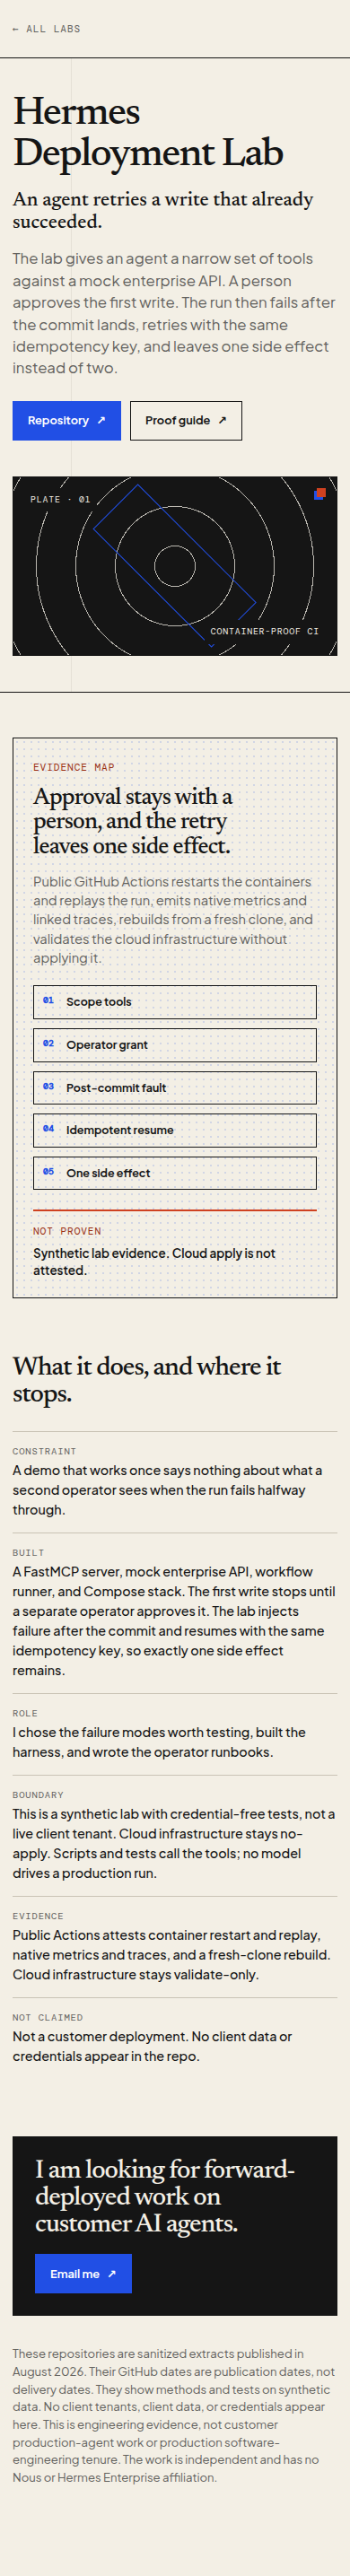 ← ALL LABS
Hermes
Deployment Lab
An agent retries a write that already
succeeded.
The lab gives an agent a narrow set of tools
against a mock enterprise API. A person
approves the first write. The run then fails after
the commit lands, retries with the same
idempotency key, and leaves one side effect
instead of two.
Repository ↗
Proof guide ↗
PLATE · 01
CONTAINER-PROOF CI
EVIDENCE MAP
Approval stays with a
person, and the retry
leaves one side effect.
Public GitHub Actions restarts the containers
and replays the run, emits native metrics and
linked traces, rebuilds from a fresh clone, and
validates the cloud infrastructure without
applying it.
01 Scope tools
02 Operator grant
03 Post-commit fault
04 Idempotent resume
05 One side effect
NOT PROVEN
Synthetic lab evidence. Cloud apply is not
attested.
What it does, and where it
stops.
CONSTRAINT
A demo that works once says nothing about what a
second operator sees when the run fails halfway
through.
BUILT
A FastMCP server, mock enterprise API, workflow
runner, and Compose stack. The first write stops until
a separate operator approves it. The lab injects
failure after the commit and resumes with the same
idempotency key, so exactly one side effect
remains.
ROLE
I chose the failure modes worth testing, built the
harness, and wrote the operator runbooks.
BOUNDARY
This is a synthetic lab with credential-free tests, not a
live client tenant. Cloud infrastructure stays no-
apply. Scripts and tests call the tools; no model
drives a production run.
EVIDENCE
Public Actions attests container restart and replay,
native metrics and traces, and a fresh-clone rebuild.
Cloud infrastructure stays validate-only.
NOT CLAIMED
Not a customer deployment. No client data or
credentials appear in the repo.
I am looking for forward-
deployed work on
customer AI agents.
Email me ↗
These repositories are sanitized extracts published in
August 2026. Their GitHub dates are publication dates, not
delivery dates. They show methods and tests on synthetic
data. No client tenants, client data, or credentials appear
here. This is engineering evidence, not customer
production-agent work or production software-
engineering tenure. The work is independent and has no
Nous or Hermes Enterprise affiliation.